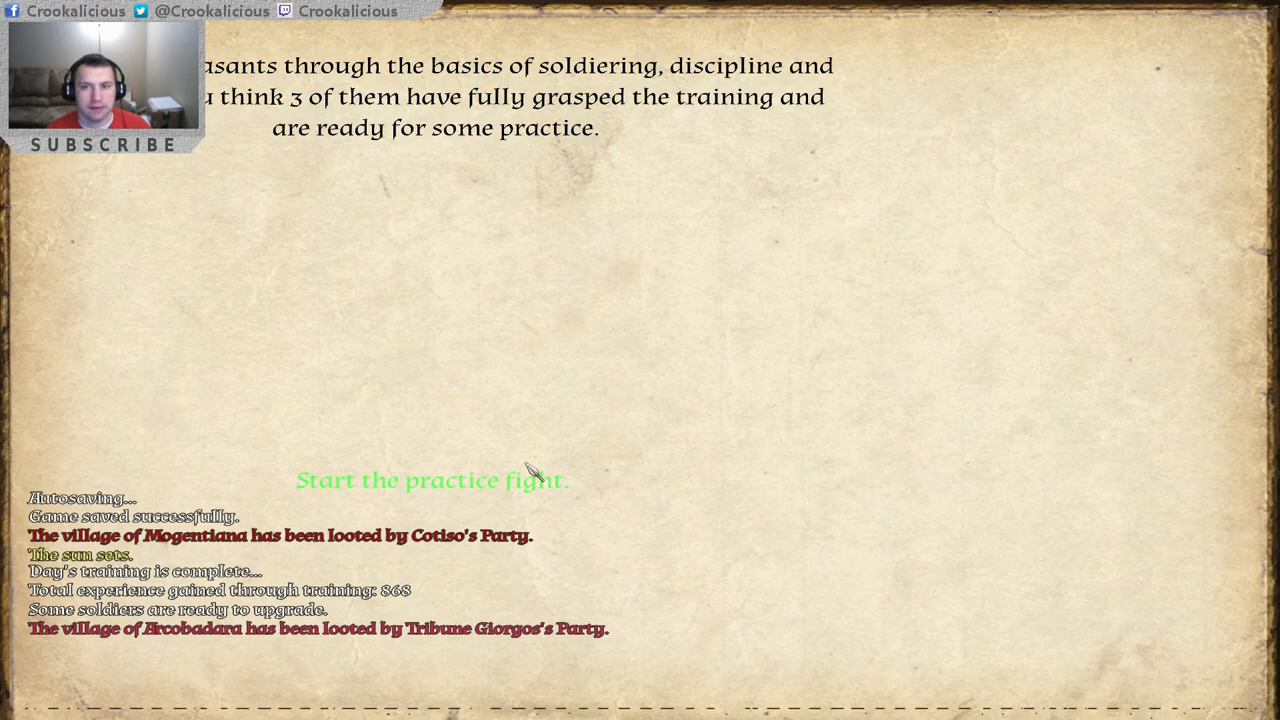 Crookalicious @Crookalicious Crookalicious
SUBSCRIBE
asants through the basics of soldiering, discipline and
think 3 of them have fully grasped the training and
are ready for some practice.
Start the practice fight.
Autosaving...
Game saved successfully.
The village of Mogentiana has been looted by Cotiso's Party.
The sun sets.
Day's training is complete...
Total experience gained through training: 868
Some soldiers are ready to upgrade.
The village of Arcobadara has been looted by Tribune Giorgos's Party.